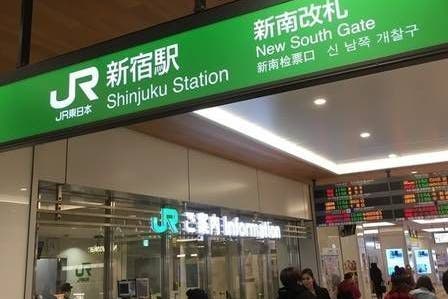 JR 新宿駅
JR東日本 Shinjuku Station
新南改札
New South Gate
新南检票口 신 남쪽 개찰구
JR ご案内 Information